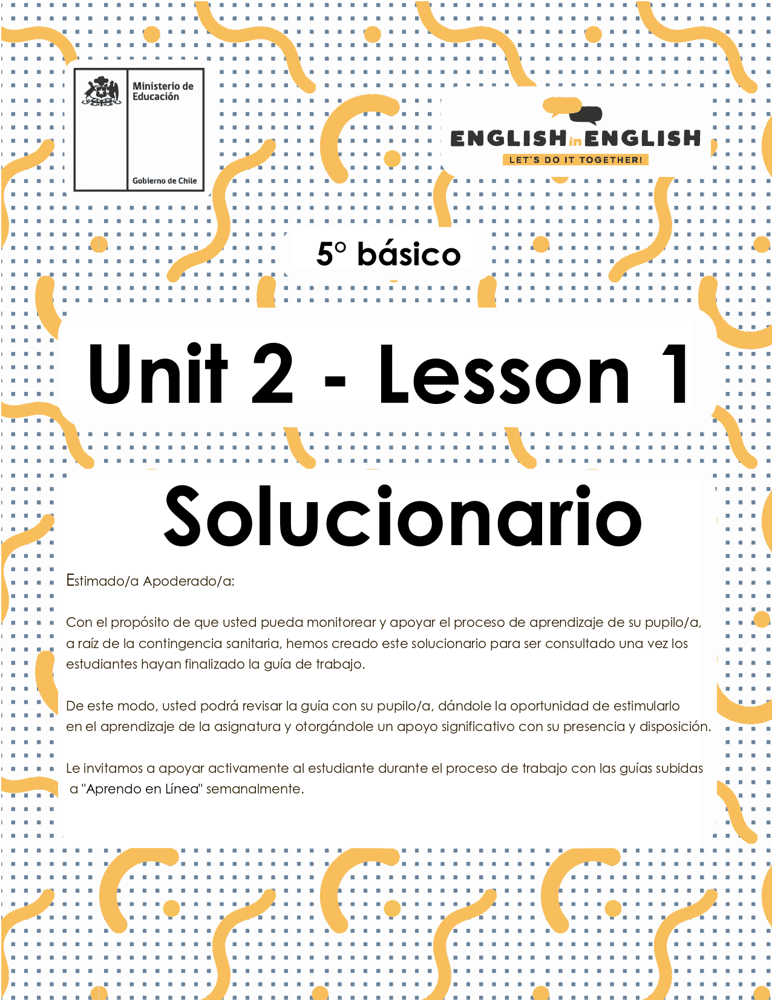 Ministerio de
Educación
Gobierno de Chile
ENGLISH in ENGLISH
LET´S DO IT TOGETHER!
5° básico
Unit 2 - Lesson 1
Solucionario
Estimado/a Apoderado/a:
Con el propósito de que usted pueda monitorear y apoyar el proceso de aprendizaje de su pupilo/a,
a raíz de la contingencia sanitaria, hemos creado este solucionario para ser consultado una vez los
estudiantes hayan finalizado la guía de trabajo.
De este modo, usted podrá revisar la guía con su pupilo/a, dándole la oportunidad de estimularlo
en el aprendizaje de la asignatura y otorgándole un apoyo significativo con su presencia y disposición.
Le invitamos a apoyar activamente al estudiante durante el proceso de trabajo con las guías subidas
a "Aprendo en Línea" semanalmente.